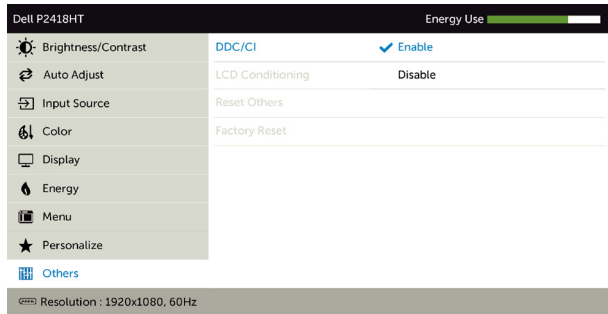 Dell P2418HT Energy Use
Brightness/Contrast DDC/CI Enable
Auto Adjust LCD Conditioning Disable
Input Source Reset Others
Color Factory Reset
Display
Energy
Menu
Personalize
Others
Resolution : 1920x1080, 60Hz